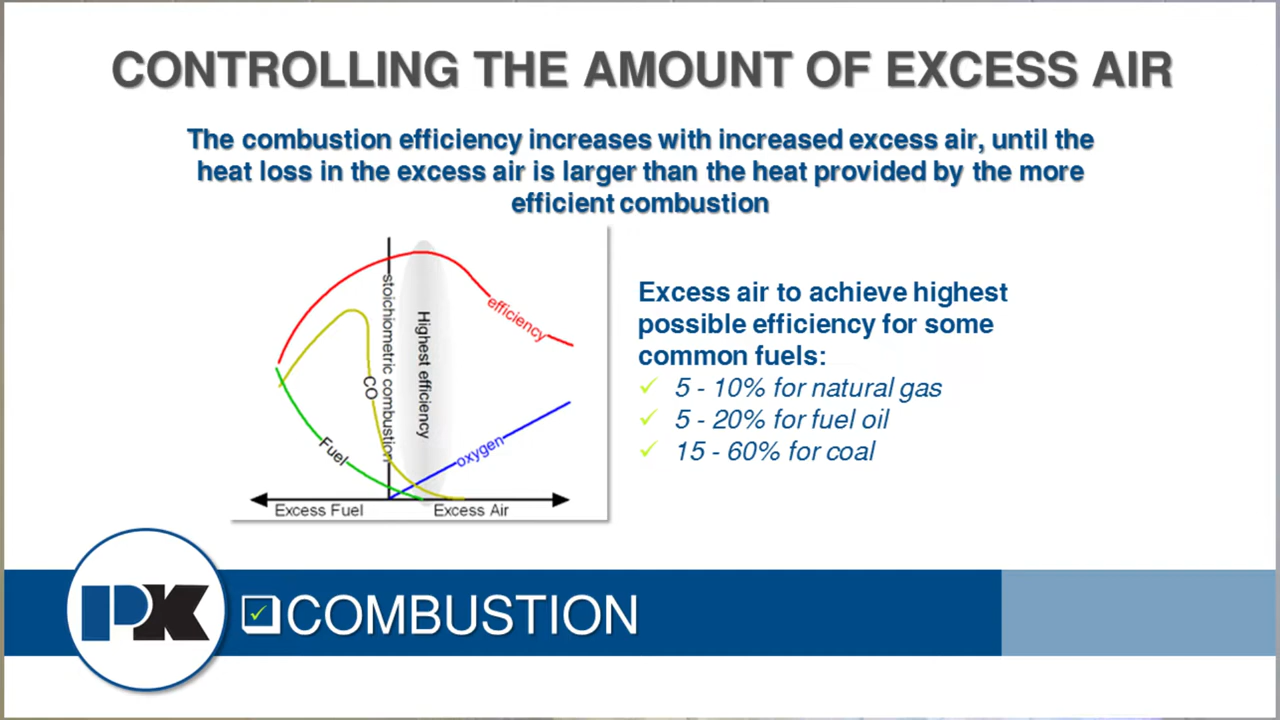 CONTROLLING THE AMOUNT OF EXCESS AIR
The combustion efficiency increases with increased excess air, until the
heat loss in the excess air is larger than the heat provided by the more
efficient combustion
efficiency
stoichiometric combustion
Highest efficiency
CO
Fuel
oxygen
Excess Fuel
Excess Air
Excess air to achieve highest
possible efficiency for some
common fuels:
5 - 10% for natural gas
5 - 20% for fuel oil
15 - 60% for coal
PK
COMBUSTION